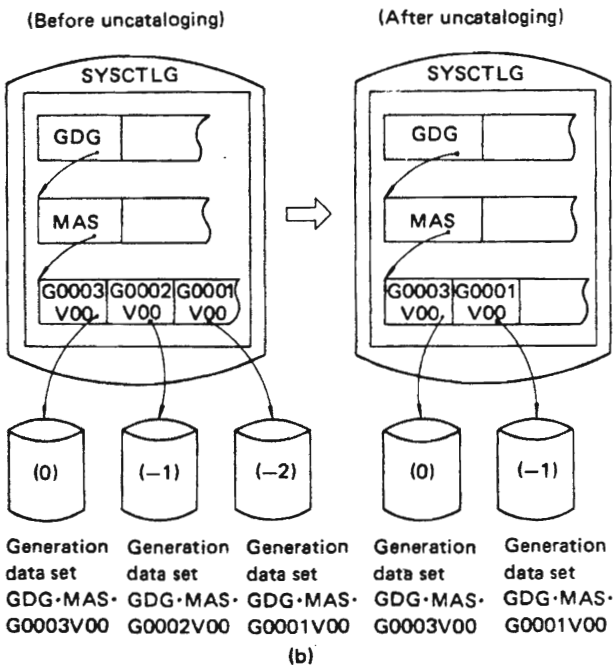 (Before uncataloging)
(After uncataloging)
SYSCTLG
GDG
MAS
G0003 G0002 G0001
V00 V00 V00
SYSCTLG
GDG
MAS
G0003 G0001
V00 V00
(0) (−1) (−2)
(0) (−1)
Generation
data set
GDG·MAS·
G0003V00
Generation
data set
GDG·MAS·
G0002V00
Generation
data set
GDG·MAS·
G0001V00
Generation
data set
GDG·MAS·
G0003V00
Generation
data set
GDG·MAS·
G0001V00
(b)